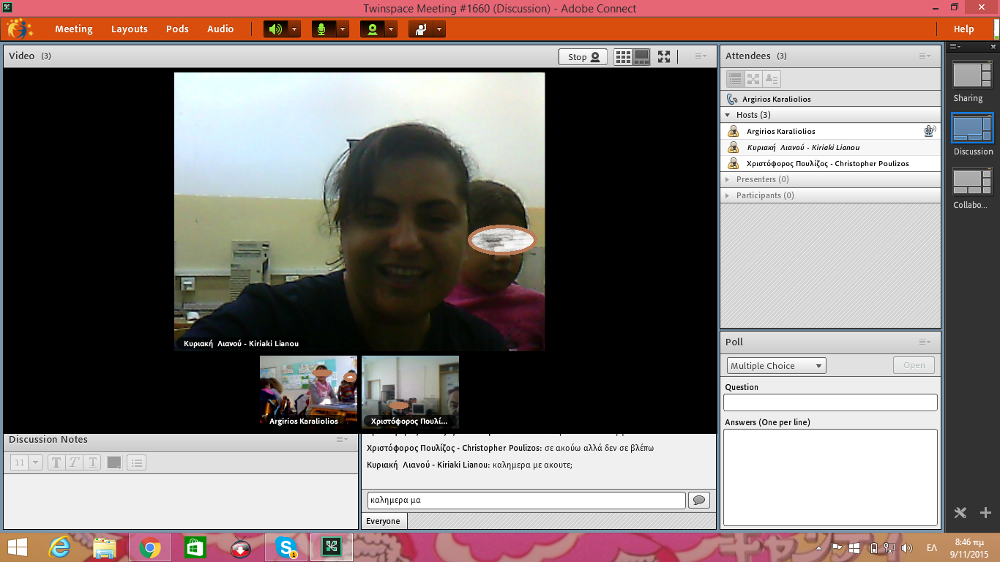 Twinspace Meeting #1660 (Discussion) - Adobe Connect
Meeting Layouts Pods Audio Help
Video (3)
Stop
Κυριακή Λιανού - Kiriaki Lianou
Argirios Karaliolios
Χριστόφορος Πουλί...
Attendees (3)
Argirios Karaliolios
Hosts (3)
Argirios Karaliolios
Κυριακή Λιανού - Kiriaki Lianou
Χριστόφορος Πουλίζος - Christopher Poulizos
Presenters (0)
Participants (0)
Sharing
Discussion
Collabo...
Discussion Notes
11 T T T
Χριστόφορος Πουλίζος - Christopher Poulizos: σε ακούω αλλά δεν σε βλέπω
Κυριακή Λιανού - Kiriaki Lianou: καλημερα με ακουτε;
καλημερα μα
Everyone
Poll
Multiple Choice
Open
Question
Answers (One per line)
1
ΕΛ
8:46 πμ
9/11/2015